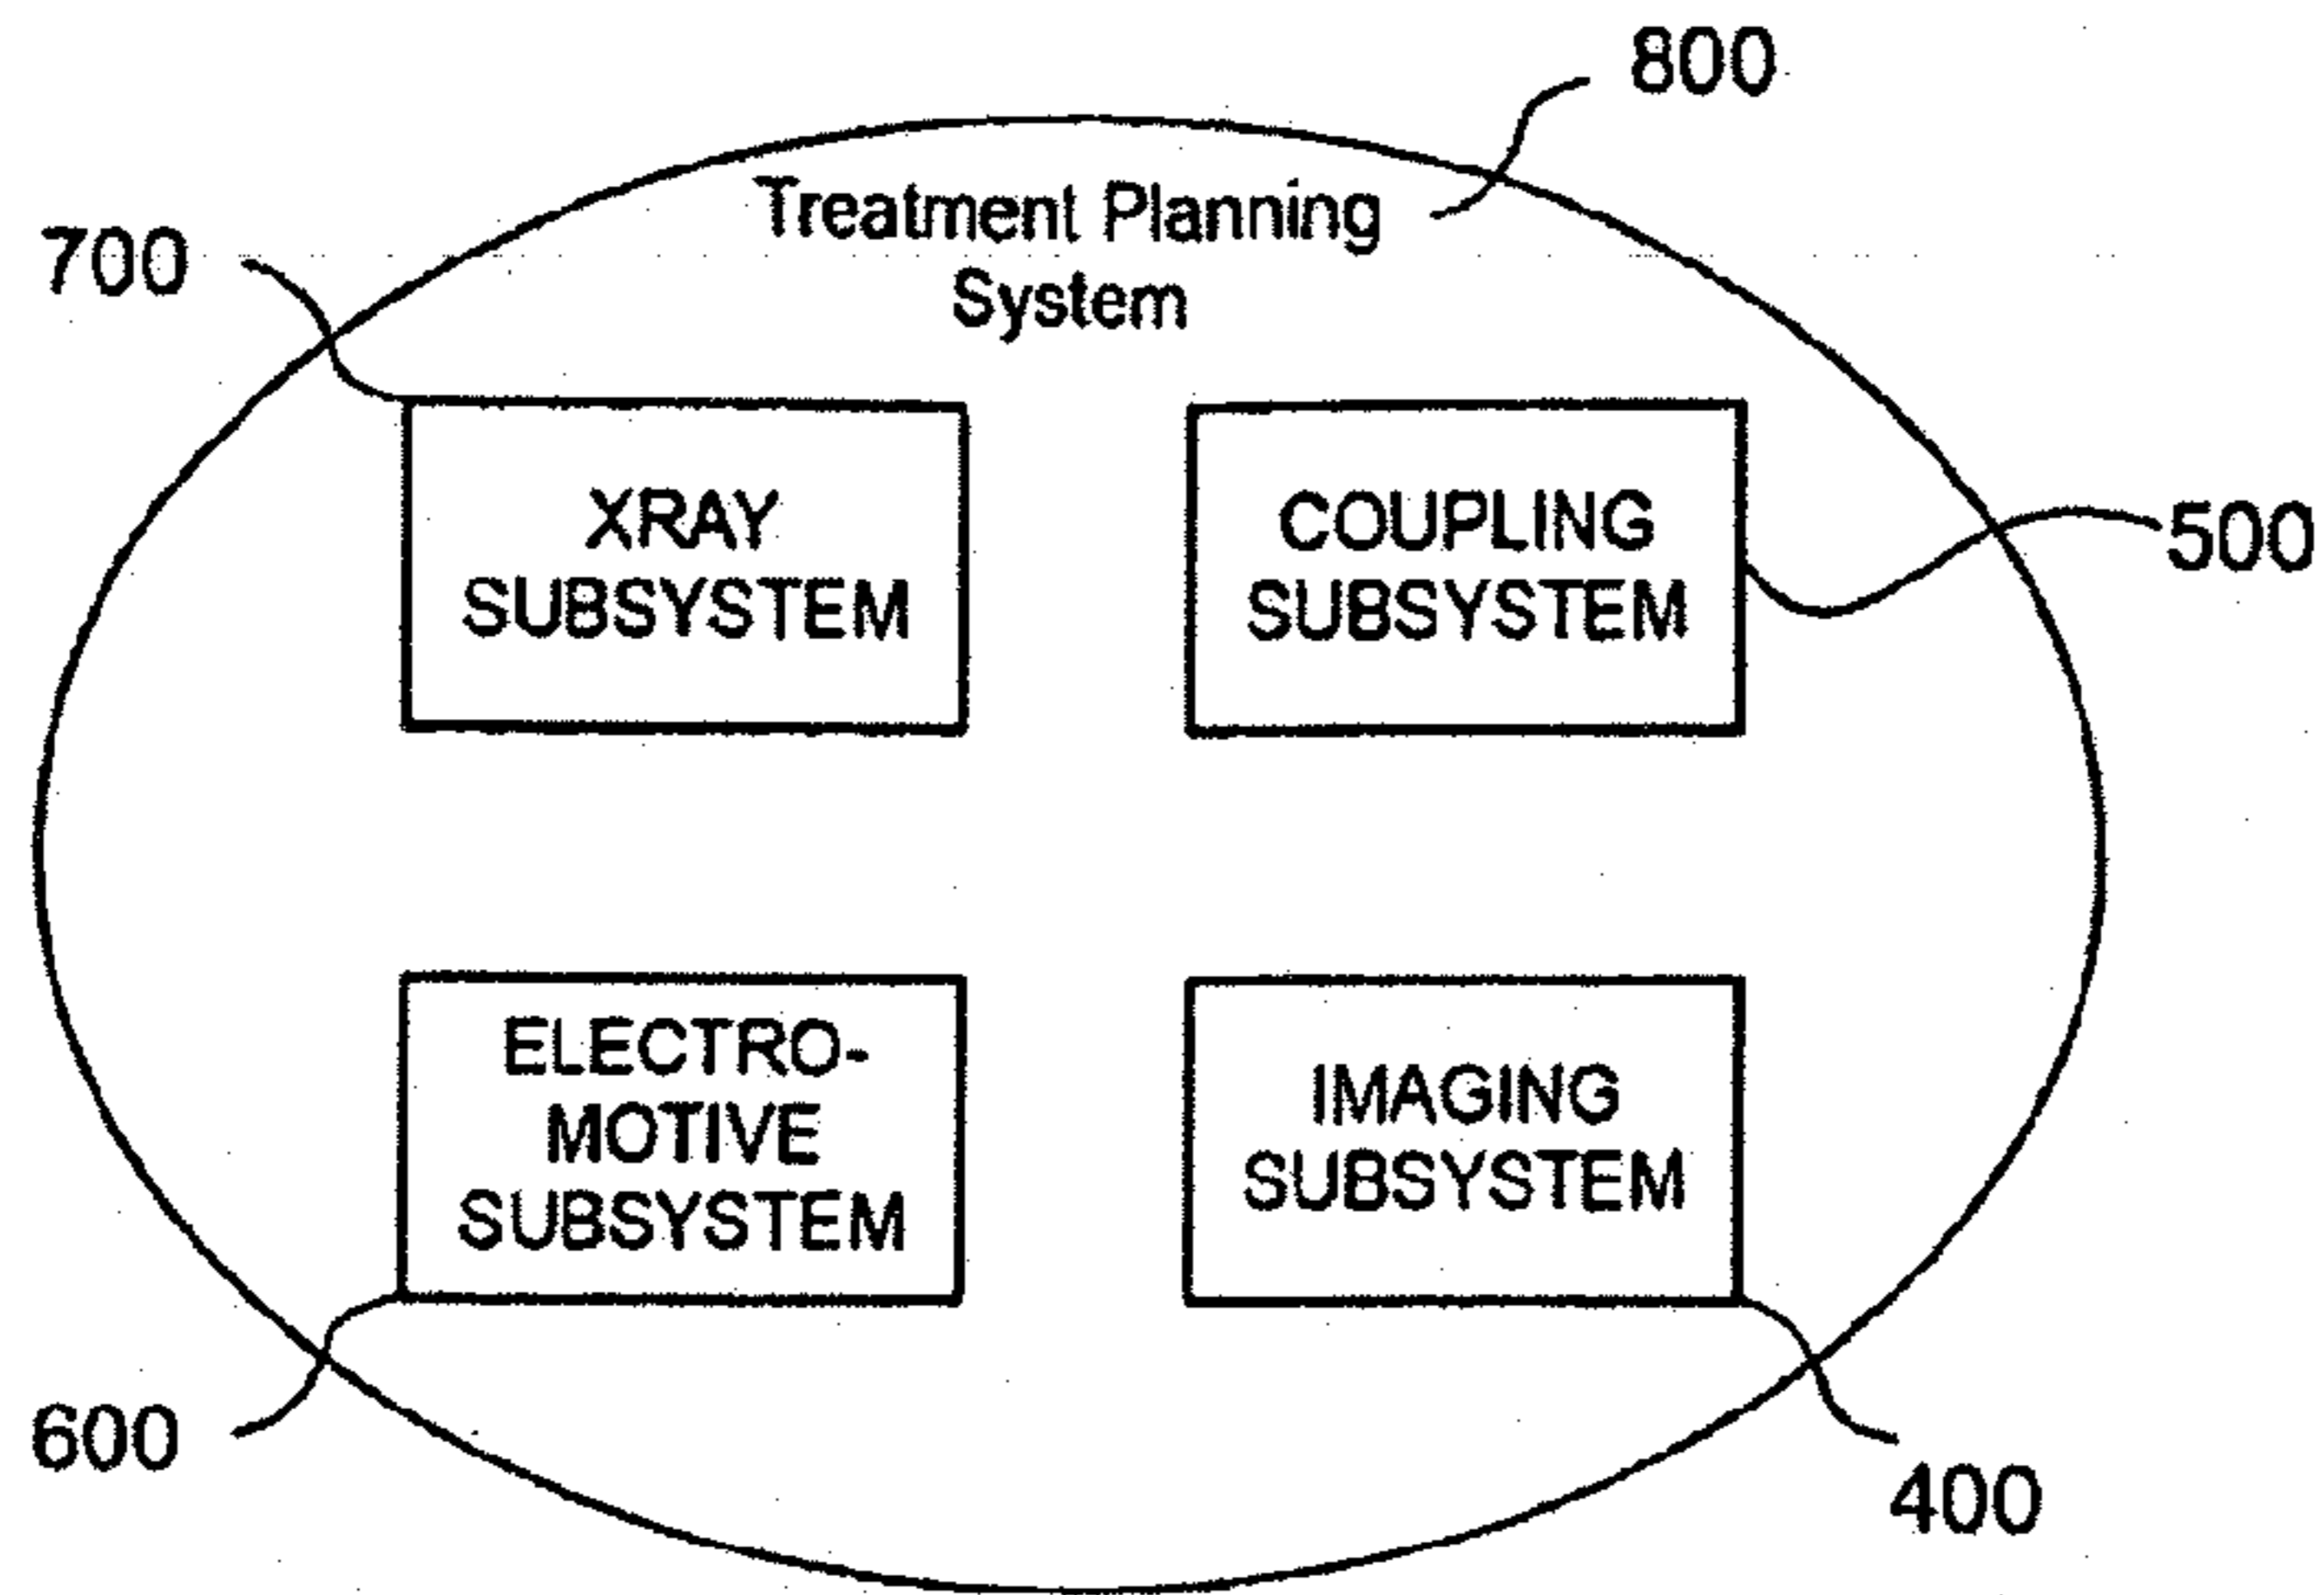 800
Treatment Planning
System
700
XRAY
SUBSYSTEM
COUPLING
SUBSYSTEM
500
ELECTRO-
MOTIVE
SUBSYSTEM
IMAGING
SUBSYSTEM
600
400